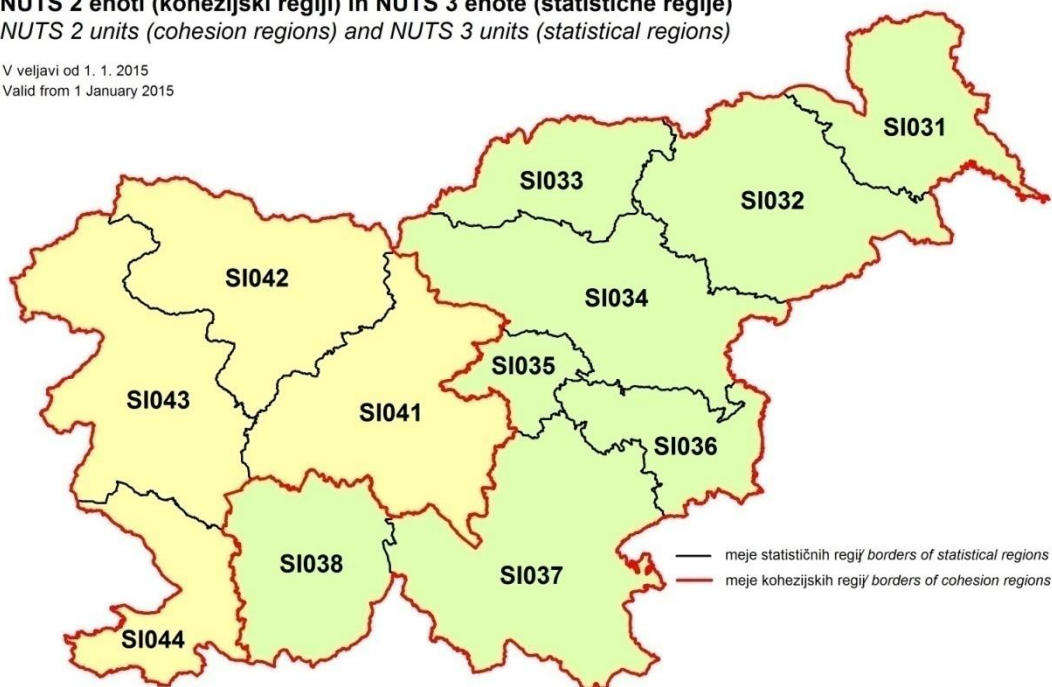 NUTS 2 enoti (kohezijski regiji) in NUTS 3 enote (statistične regije)
NUTS 2 units (cohesion regions) and NUTS 3 units (statistical regions)
V veljavi od 1. 1. 2015
Valid from 1 January 2015
SI031
SI033
SI032
SI042
SI034
SI035
SI043
SI041
SI036
meje statističnih regij/ borders of statistical regions
SI038
SI037
meje kohezijskih regij/ borders of cohesion regions
SI044